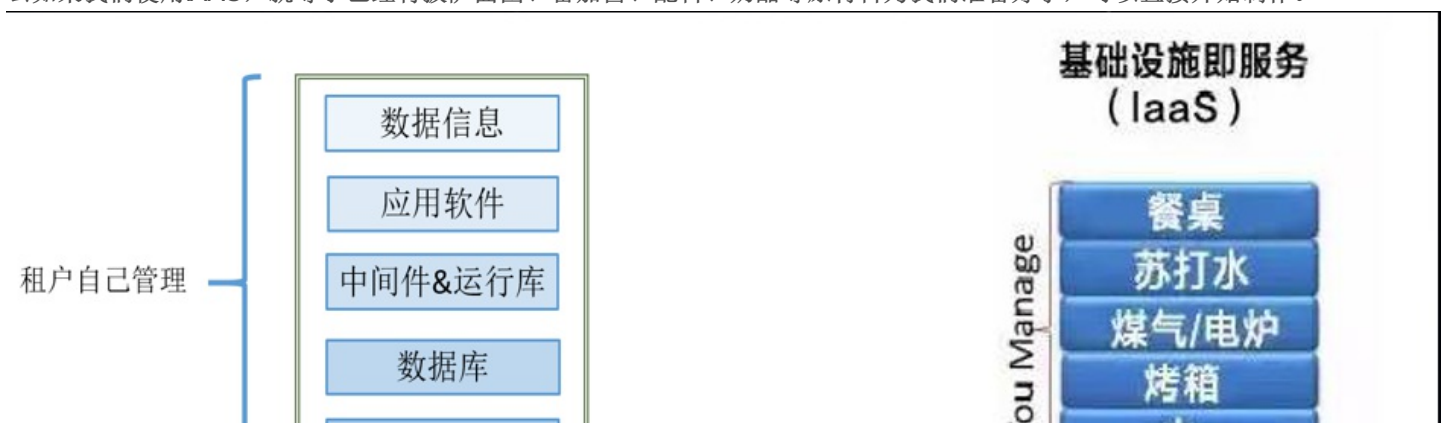 基础设施即服务
(IaaS)
数据信息
应用软件
中间件&运行库
数据库
租户自己管理
餐桌
苏打水
煤气/电炉
烤箱
You Manage